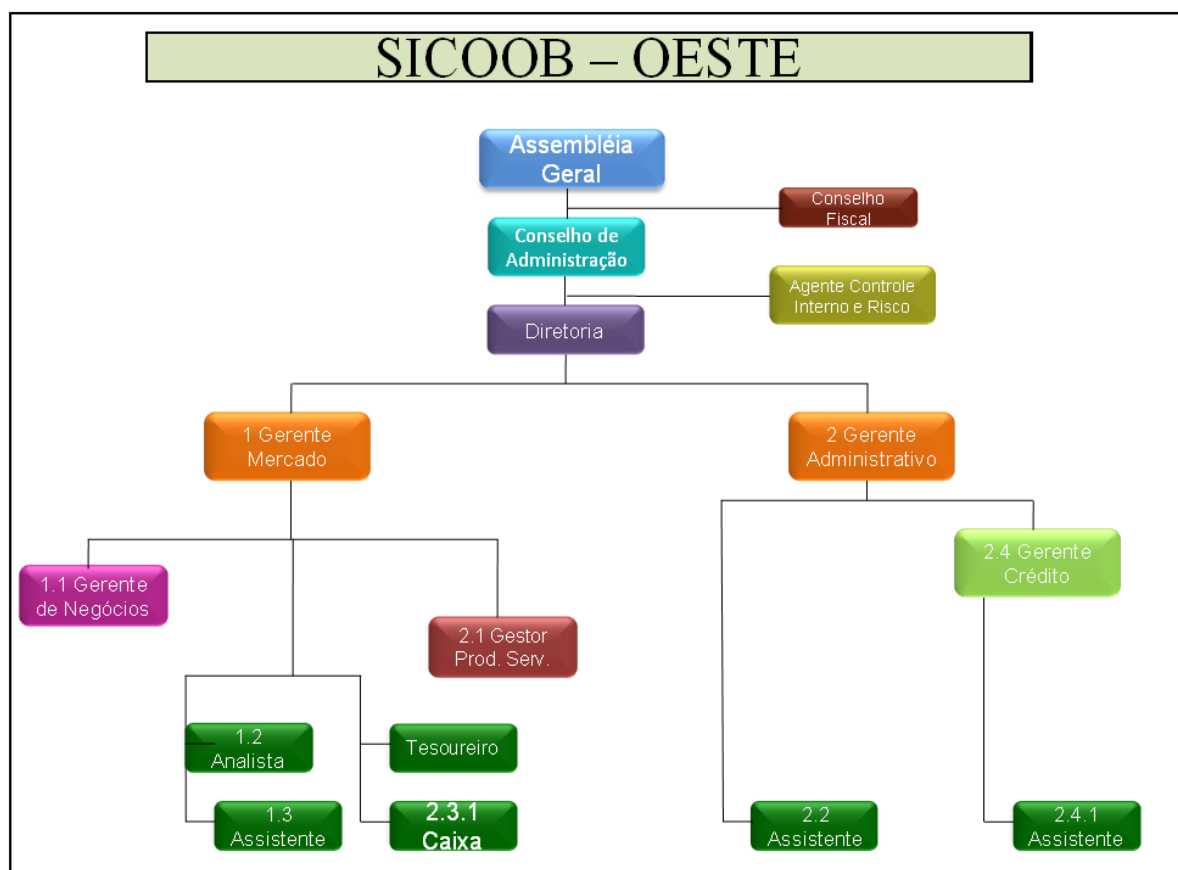 SICOOB – OESTE
Assembléia
Geral
Conselho
Fiscal
Conselho de
Administração
Agente Controle
Interno e Risco
Diretoria
1 Gerente
Mercado
2 Gerente
Administrativo
1.1 Gerente
de Negócios
2.1 Gestor
Prod. Serv.
2.4 Gerente
Crédito
1.2
Analista
Tesoureiro
1.3
Assistente
2.3.1
Caixa
2.2
Assistente
2.4.1
Assistente